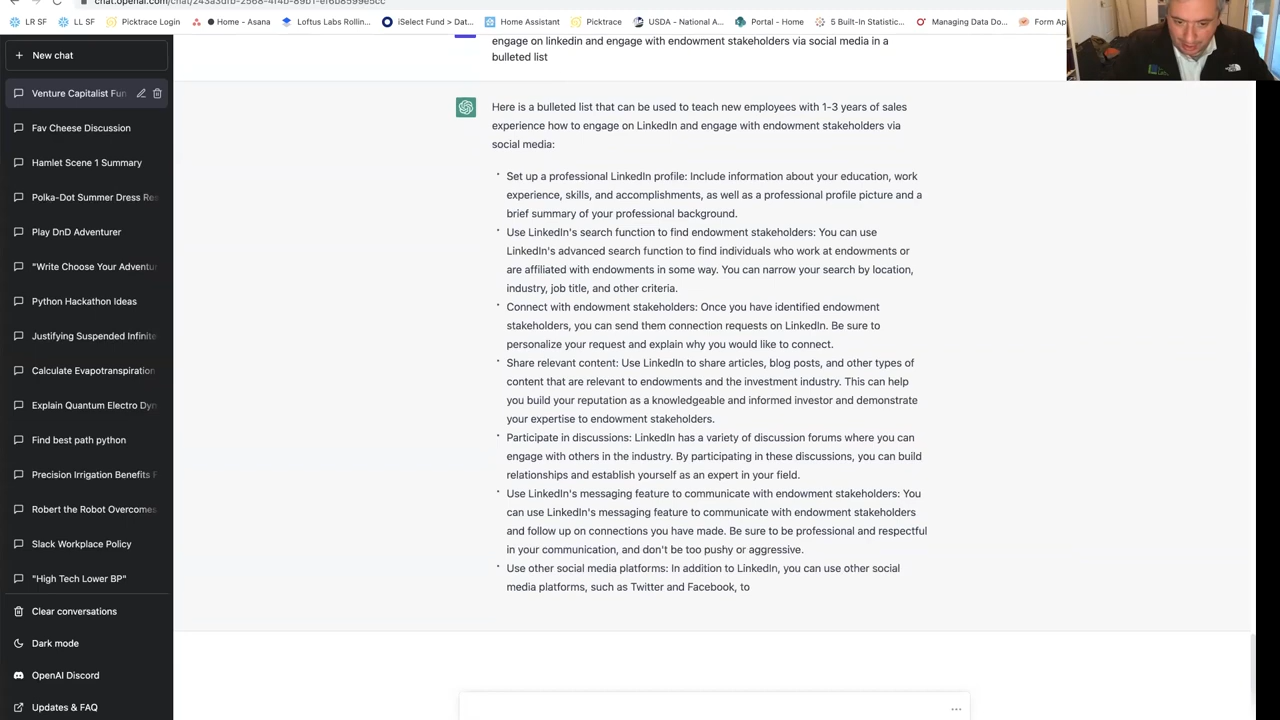 chat.openai.com/chat/243a3dfb-2568-4f4b-89b1-ef6b8599e5cc
LR SF
LL SF
Picktrace Login
Home - Asana
Loftus Labs Rollin...
iSelect Fund > Dat...
Home Assistant
Picktrace
USDA - National A...
Portal - Home
5 Built-In Statistic...
Managing Data Do...
Form Ap
New chat
Venture Capitalist Fun
Fav Cheese Discussion
Hamlet Scene 1 Summary
Polka-Dot Summer Dress Re
Play DnD Adventurer
"Write Choose Your Adventu
Python Hackathon Ideas
Justifying Suspended Infinite
Calculate Evapotranspiration
Explain Quantum Electro Dyn
Find best path python
Precision Irrigation Benefits F
Robert the Robot Overcomes
Slack Workplace Policy
"High Tech Lower BP"
Clear conversations
Dark mode
OpenAI Discord
Updates & FAQ
engage on linkedin and engage with endowment stakeholders via social media in a
bulleted list
Here is a bulleted list that can be used to teach new employees with 1-3 years of sales
experience how to engage on LinkedIn and engage with endowment stakeholders via
social media:
• Set up a professional LinkedIn profile: Include information about your education, work
experience, skills, and accomplishments, as well as a professional profile picture and a
brief summary of your professional background.
• Use LinkedIn's search function to find endowment stakeholders: You can use
LinkedIn's advanced search function to find individuals who work at endowments or
are affiliated with endowments in some way. You can narrow your search by location,
industry, job title, and other criteria.
• Connect with endowment stakeholders: Once you have identified endowment
stakeholders, you can send them connection requests on LinkedIn. Be sure to
personalize your request and explain why you would like to connect.
• Share relevant content: Use LinkedIn to share articles, blog posts, and other types of
content that are relevant to endowments and the investment industry. This can help
you build your reputation as a knowledgeable and informed investor and demonstrate
your expertise to endowment stakeholders.
• Participate in discussions: LinkedIn has a variety of discussion forums where you can
engage with others in the industry. By participating in these discussions, you can build
relationships and establish yourself as an expert in your field.
• Use LinkedIn's messaging feature to communicate with endowment stakeholders: You
can use LinkedIn's messaging feature to communicate with endowment stakeholders
and follow up on connections you have made. Be sure to be professional and respectful
in your communication, and don't be too pushy or aggressive.
• Use other social media platforms: In addition to LinkedIn, you can use other social
media platforms, such as Twitter and Facebook, to